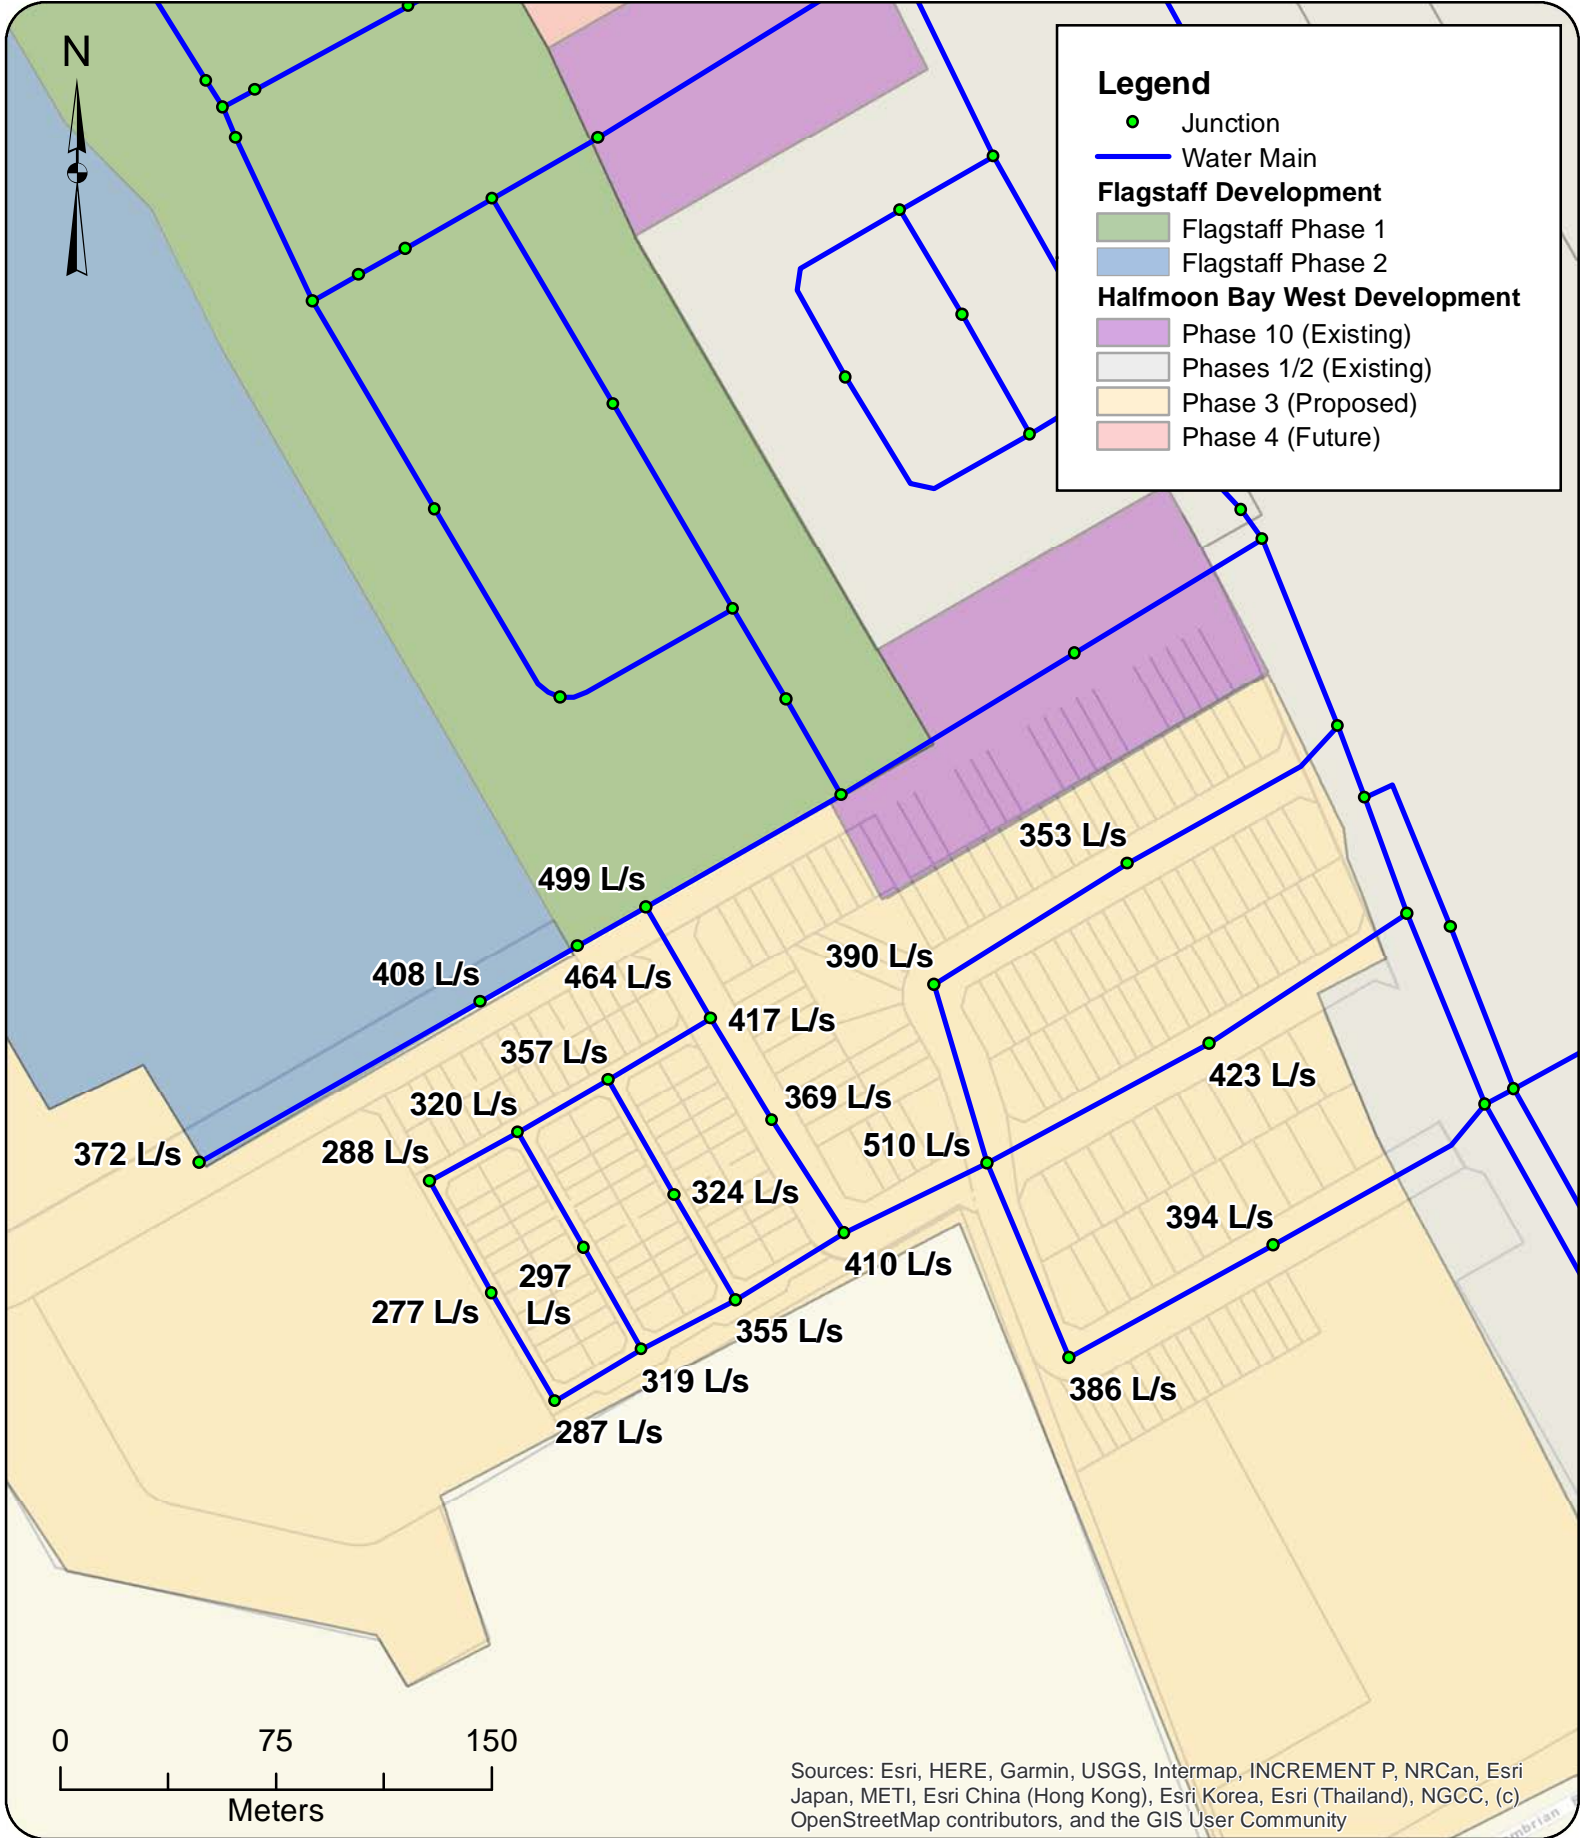 N
Legend
Junction
Water Main
Flagstaff Development
Flagstaff Phase 1
Flagstaff Phase 2
Halfmoon Bay West Development
Phase 10 (Existing)
Phases 1/2 (Existing)
Phase 3 (Proposed)
Phase 4 (Future)
353 L/s
499 L/s
390 L/s
408 L/s
464 L/s
417 L/s
357 L/s
423 L/s
369 L/s
320 L/s
510 L/s
288 L/s
372 L/s
324 L/s
394 L/s
410 L/s
297
L/s
277 L/s
355 L/s
319 L/s
386 L/s
287 L/s
0 75 150
Meters
Sources: Esri, HERE, Garmin, USGS, Intermap, INCREMENT P, NRCan, Esri
Japan, METI, Esri China (Hong Kong), Esri Korea, Esri (Thailand), NGCC, (c)
OpenStreetMap contributors, and the GIS User Community